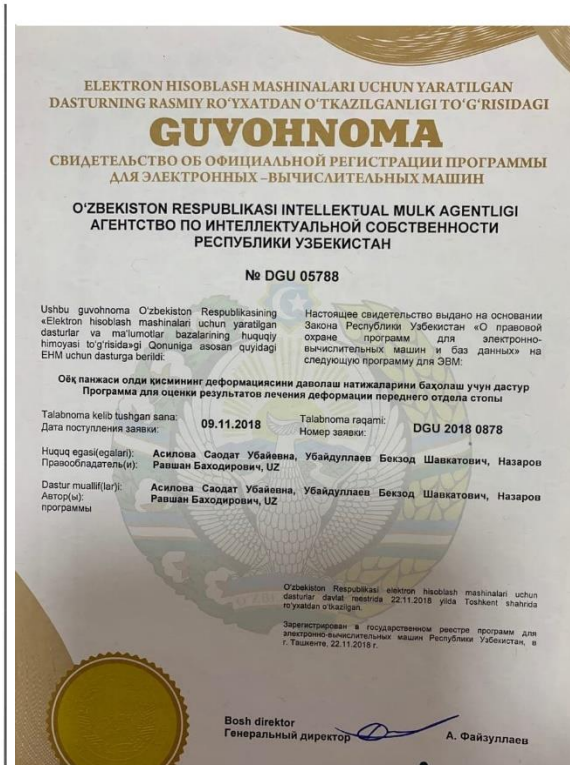 ELEKTRON HISOBLASH MASHINALARI UCHUN YARATILGAN
DASTURNING RASMIY RO‘YXATDAN O‘TKAZILGANLIGI TO‘G‘RISIDAGI
GUVOHNOMA
СВИДЕТЕЛЬСТВО ОБ ОФИЦИАЛЬНОЙ РЕГИСТРАЦИИ ПРОГРАММЫ
ДЛЯ ЭЛЕКТРОННЫХ –ВЫЧИСЛИТЕЛЬНЫХ МАШИН
O‘ZBEKISTON RESPUBLIKASI INTELLEKTUAL MULK AGENTLIGI
АГЕНТСТВО ПО ИНТЕЛЛЕКТУАЛЬНОЙ СОБСТВЕННОСТИ
РЕСПУБЛИКИ УЗБЕКИСТАН
№ DGU 05788
Ushbu guvohnoma O‘zbekiston Respublikasining
«Elektron hisoblash mashinalari uchun yaratilgan
dasturlar va ma’lumotlar bazalarining huquqiy
himoyasi to‘g‘risida»gi Qonuniga asosan quyidagi
EHM uchun dasturga berildi:
Настоящее свидетельство выдано на основании
Закона Республики Узбекистан «О правовой
охране программ для электронно-
вычислительных машин и баз данных» на
следующую программу для ЭВМ:
Оёқ панжаси олди қисмининг деформациясини даволаш натижаларини баҳолаш учун дастур
Программа для оценки результатов лечения деформации переднего отдела стопы
Talabnoma kelib tushgan sana:
Дата поступления заявки:
09.11.2018
Talabnoma raqami:
Номер заявки:
DGU 2018 0878
Huquq egasi(egalari):
Правообладатель(и):
Асилова Саодат Убаевна, Убайдуллаев Бекзод Шавкатович, Назаров
Равшан Баходирович, UZ
Dastur muallif(lar)i:
Автор(ы):
программы
Асилова Саодат Убаевна, Убайдуллаев Бекзод Шавкатович, Назаров
Равшан Баходирович, UZ
O‘zbekiston Respublikasi elektron hisoblash mashinalari uchun
dasturlar davlat reestrida 22.11.2018 yilda Toshkent shahrida
ro‘yxatdan o‘tkazilgan.
Зарегистрирован в государственном реестре программ для
электронно-вычислительных машин Республики Узбекистан, в
г. Ташкенте, 22.11.2018 г.
Bosh direktor
Генеральный директор
А. Файзуллаев